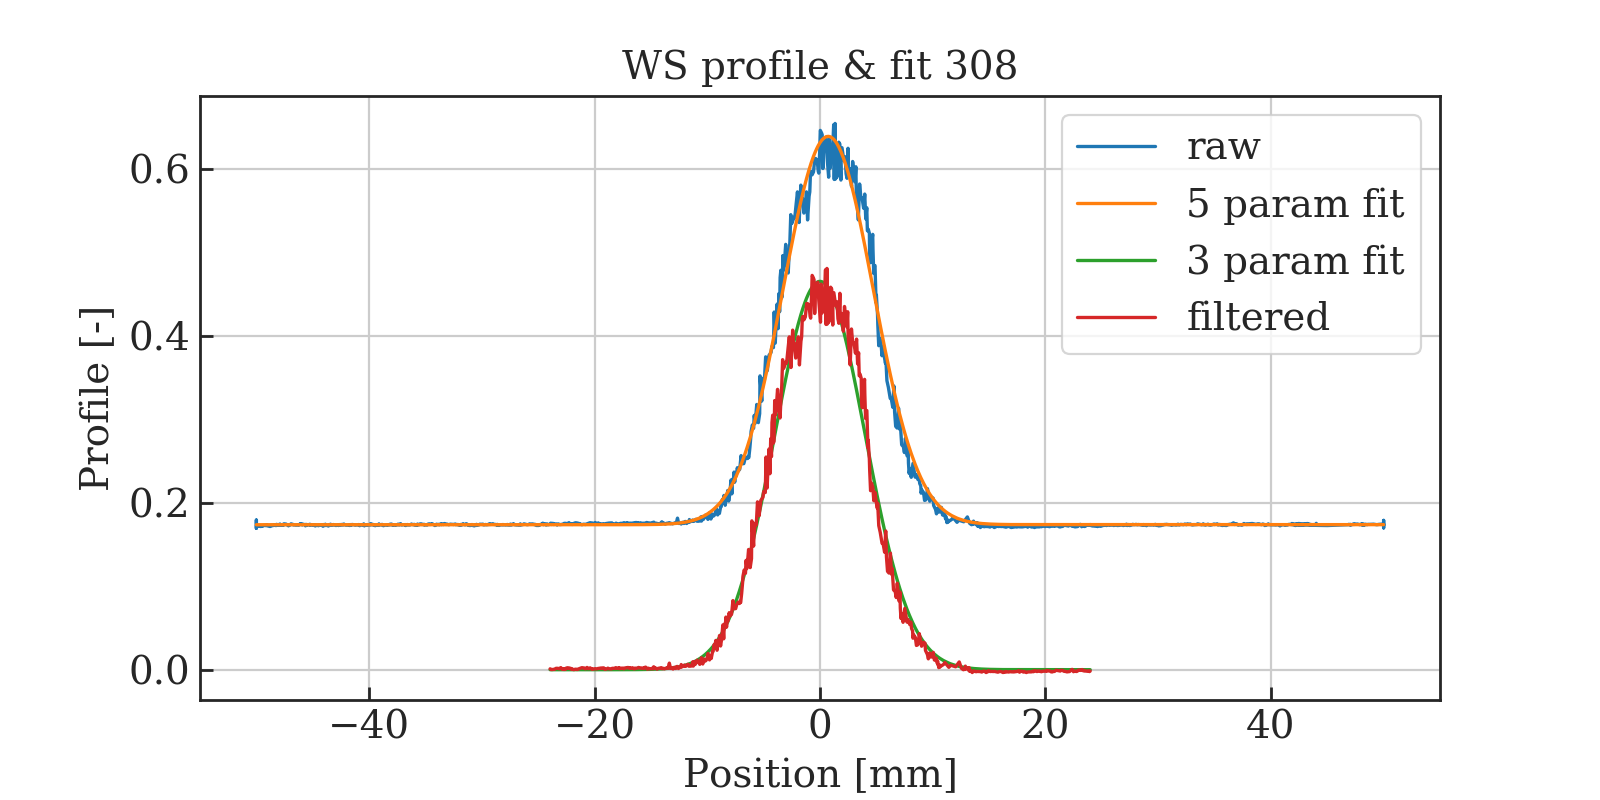 WS profile & fit 308
raw
5 param fit
3 param fit
filtered
Profile [-]
0.6
0.4
0.2
0.0
−40
−20
0
20
40
Position [mm]